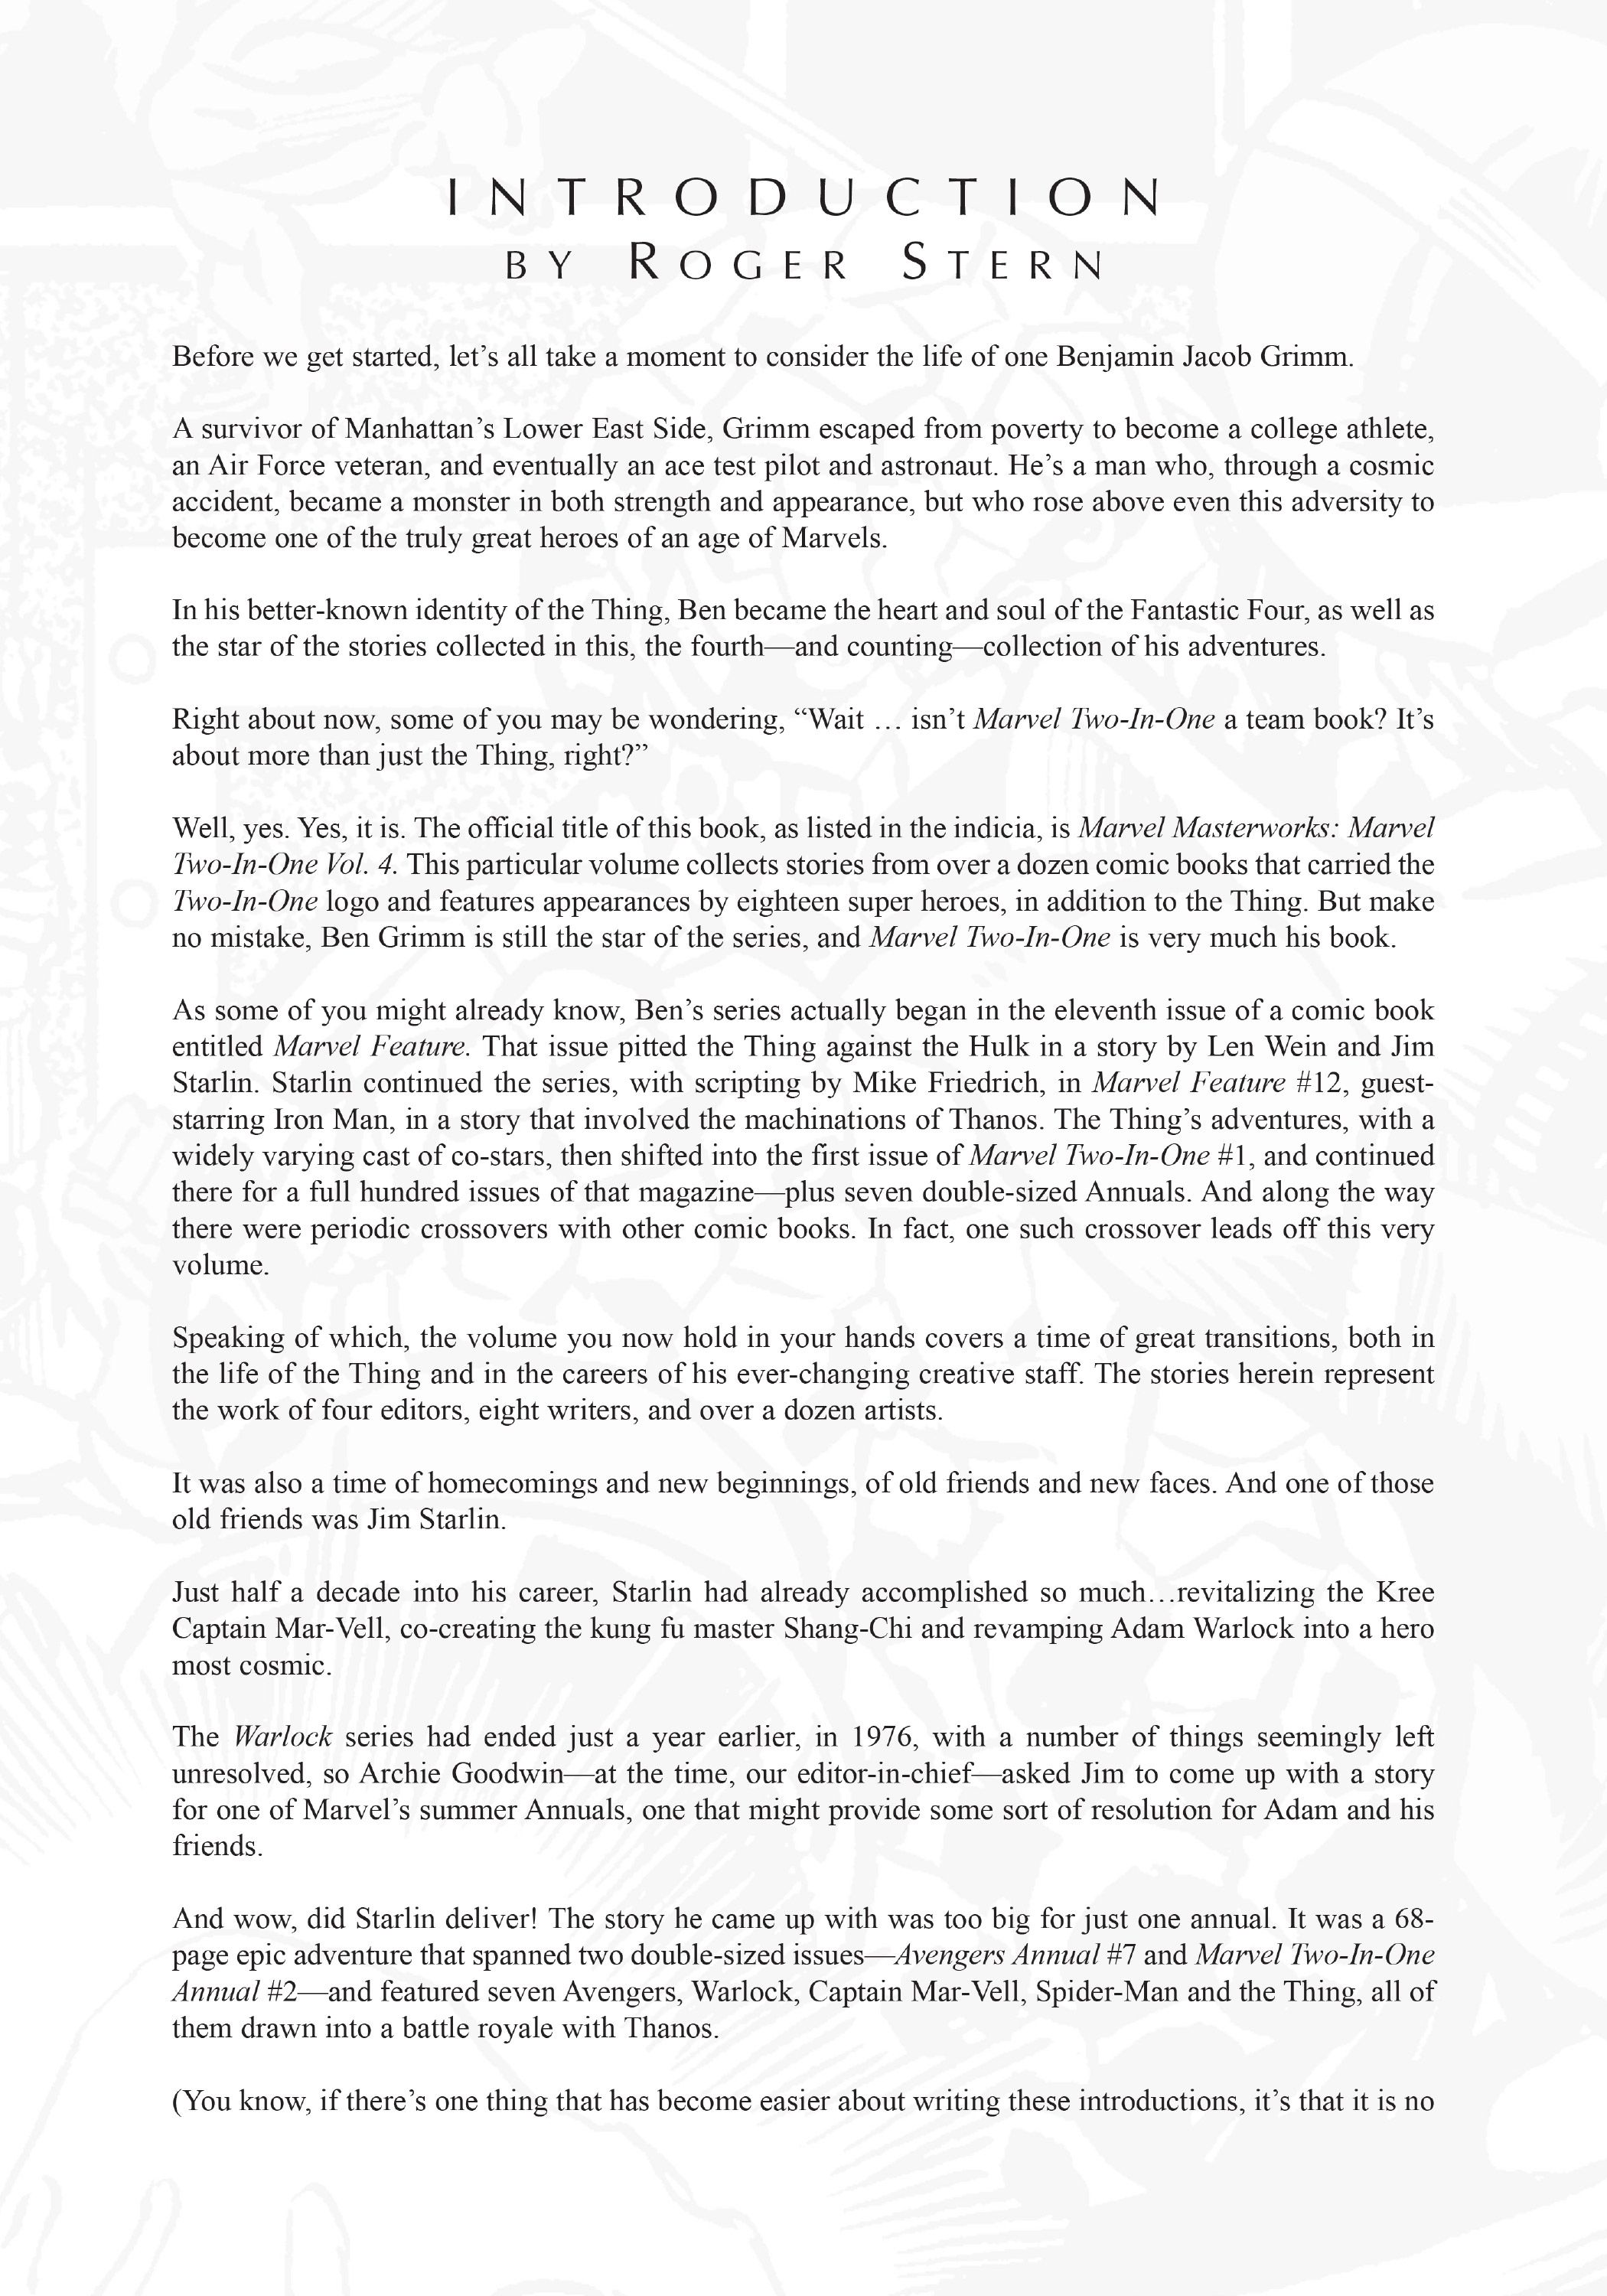 INTRODUCTION
BY ROGER STERN
Before we get started, let’s all take a moment to consider the life of one Benjamin Jacob Grimm.
A survivor of Manhattan’s Lower East Side, Grimm escaped from poverty to become a college athlete,
an Air Force veteran, and eventually an ace test pilot and astronaut. He’s a man who, through a cosmic
accident, became a monster in both strength and appearance, but who rose above even this adversity to
become one of the truly great heroes of an age of Marvels.
In his better-known identity of the Thing, Ben became the heart and soul of the Fantastic Four, as well as
the star of the stories collected in this, the fourth—and counting—collection of his adventures.
Right about now, some of you may be wondering, “Wait … isn’t Marvel Two-In-One a team book? It’s
about more than just the Thing, right?”
Well, yes. Yes, it is. The official title of this book, as listed in the indicia, is Marvel Masterworks: Marvel
Two-In-One Vol. 4. This particular volume collects stories from over a dozen comic books that carried the
Two-In-One logo and features appearances by eighteen super heroes, in addition to the Thing. But make
no mistake, Ben Grimm is still the star of the series, and Marvel Two-In-One is very much his book.
As some of you might already know, Ben’s series actually began in the eleventh issue of a comic book
entitled Marvel Feature. That issue pitted the Thing against the Hulk in a story by Len Wein and Jim
Starlin. Starlin continued the series, with scripting by Mike Friedrich, in Marvel Feature #12, guest-
starring Iron Man, in a story that involved the machinations of Thanos. The Thing’s adventures, with a
widely varying cast of co-stars, then shifted into the first issue of Marvel Two-In-One #1, and continued
there for a full hundred issues of that magazine—plus seven double-sized Annuals. And along the way
there were periodic crossovers with other comic books. In fact, one such crossover leads off this very
volume.
Speaking of which, the volume you now hold in your hands covers a time of great transitions, both in
the life of the Thing and in the careers of his ever-changing creative staff. The stories herein represent
the work of four editors, eight writers, and over a dozen artists.
It was also a time of homecomings and new beginnings, of old friends and new faces. And one of those
old friends was Jim Starlin.
Just half a decade into his career, Starlin had already accomplished so much…revitalizing the Kree
Captain Mar-Vell, co-creating the kung fu master Shang-Chi and revamping Adam Warlock into a hero
most cosmic.
The Warlock series had ended just a year earlier, in 1976, with a number of things seemingly left
unresolved, so Archie Goodwin—at the time, our editor-in-chief—asked Jim to come up with a story
for one of Marvel’s summer Annuals, one that might provide some sort of resolution for Adam and his
friends.
And wow, did Starlin deliver! The story he came up with was too big for just one annual. It was a 68-
page epic adventure that spanned two double-sized issues—Avengers Annual #7 and Marvel Two-In-One
Annual #2—and featured seven Avengers, Warlock, Captain Mar-Vell, Spider-Man and the Thing, all of
them drawn into a battle royale with Thanos.
(You know, if there’s one thing that has become easier about writing these introductions, it’s that it is no